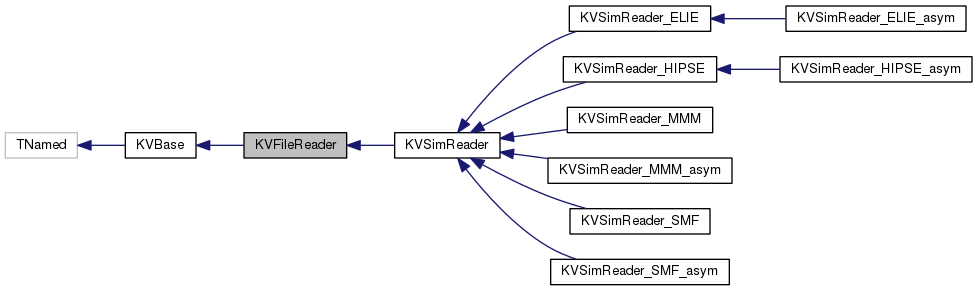 TNamed
KVBase
KVFileReader
KVSimReader
KVSimReader_ELIE
KVSimReader_ELIE_asym
KVSimReader_HIPSE
KVSimReader_HIPSE_asym
KVSimReader_MMM
KVSimReader_MMM_asym
KVSimReader_SMF
KVSimReader_SMF_asym